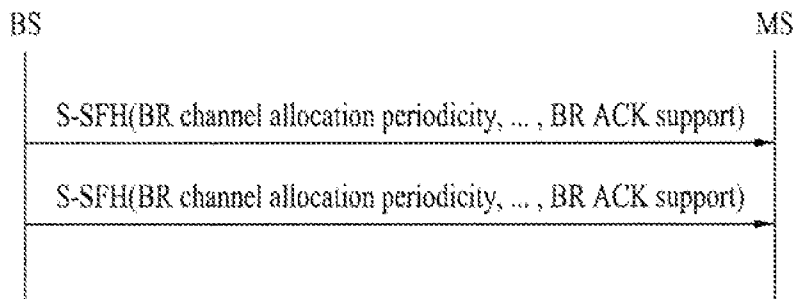 BS
MS
S-SFH(BR channel allocation periodicity, ... , BR ACK support)
S-SFH(BR channel allocation periodicity, ... , BR ACK support)